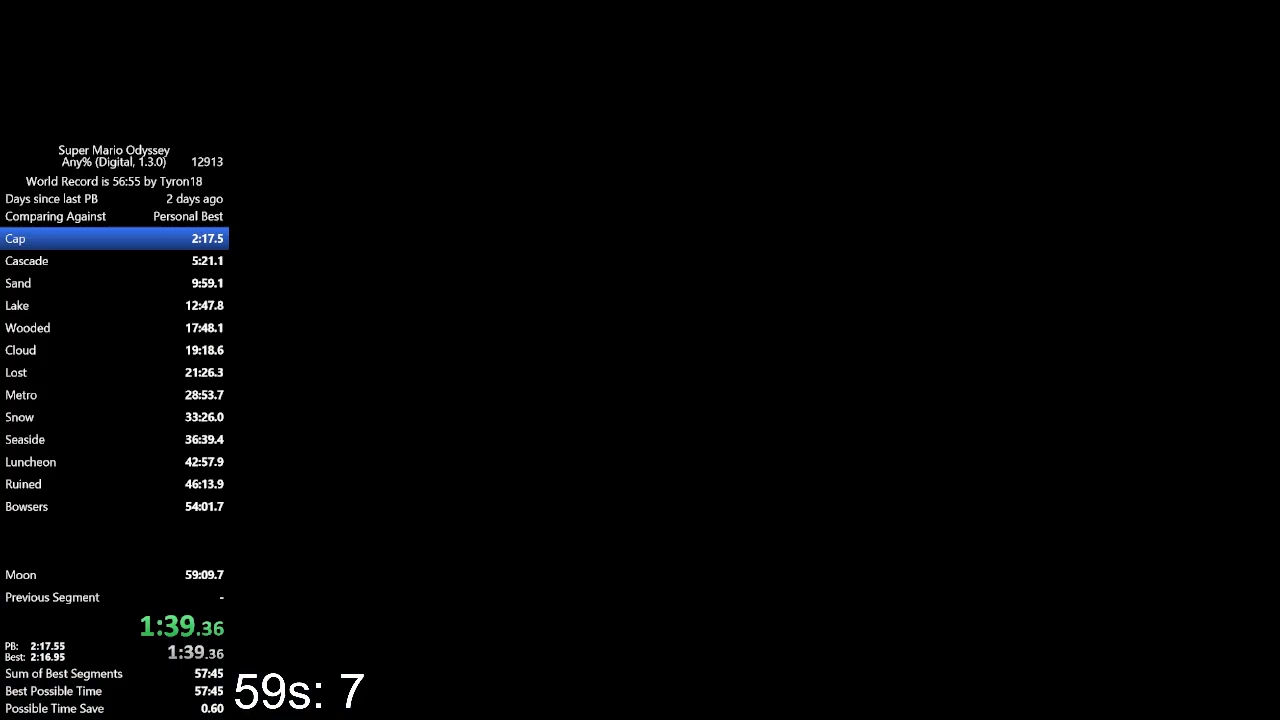 Super Mario Odyssey
Any% (Digital, 1.3.0) 12913
World Record is 56:55 by Tyron18
Days since last PB 2 days ago
Comparing Against Personal Best
Cap 2:17.5
Cascade 5:21.1
Sand 9:59.1
Lake 12:47.8
Wooded 17:48.1
Cloud 19:18.6
Lost 21:26.3
Metro 28:53.7
Snow 33:26.0
Seaside 36:39.4
Luncheon 42:57.9
Ruined 46:13.9
Bowsers 54:01.7
Moon 59:09.7
Previous Segment -
1:39.36
PB: 2:17.55
Best: 2:16.95 1:39.36
Sum of Best Segments 57:45
Best Possible Time 57:45
Possible Time Save 0.60
59s: 7